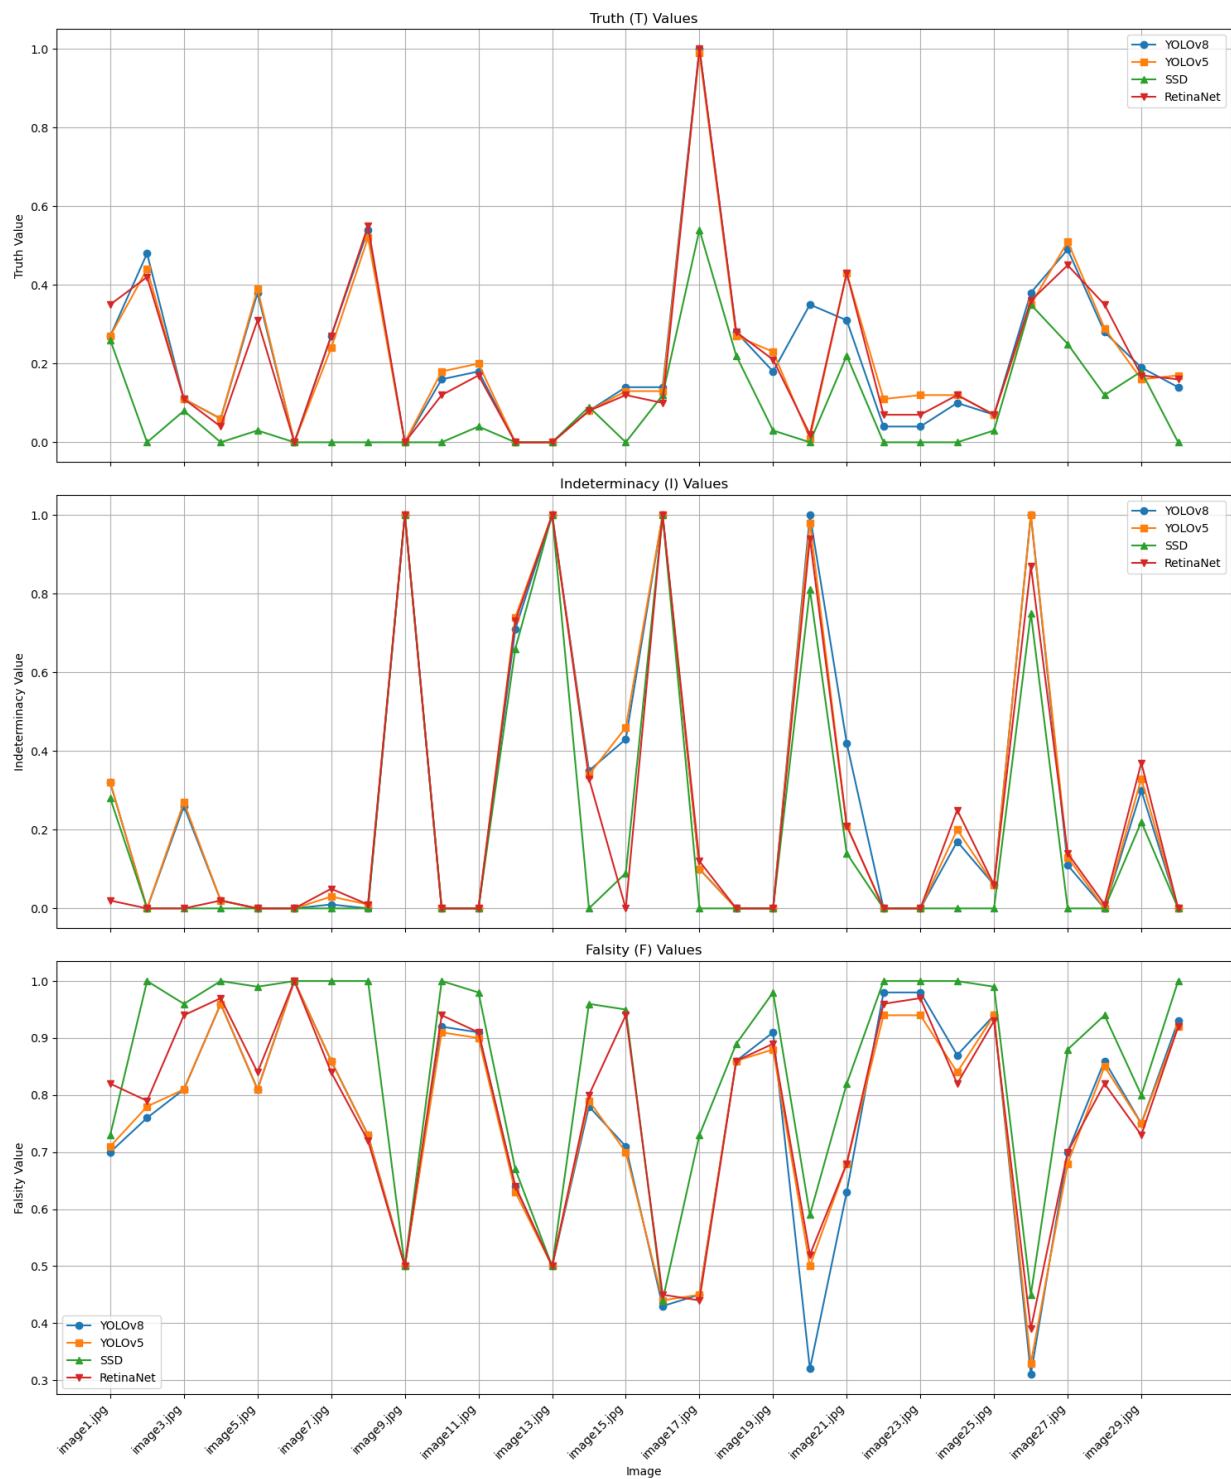 Truth (T) Values
1.0
0.8
0.6
0.4
0.2
0.0
Truth Value
YOLOv8
YOLOv5
SSD
RetinaNet
Indeterminacy (I) Values
1.0
0.8
0.6
0.4
0.2
0.0
Indeterminacy Value
YOLOv8
YOLOv5
SSD
RetinaNet
Falsity (F) Values
1.0
0.9
0.8
0.7
0.6
0.5
0.4
0.3
Falsity Value
YOLOv8
YOLOv5
SSD
RetinaNet
image1.jpg
image3.jpg
image5.jpg
image7.jpg
image9.jpg
image11.jpg
image13.jpg
image15.jpg
image17.jpg
image19.jpg
image21.jpg
image23.jpg
image25.jpg
image27.jpg
image29.jpg
Image